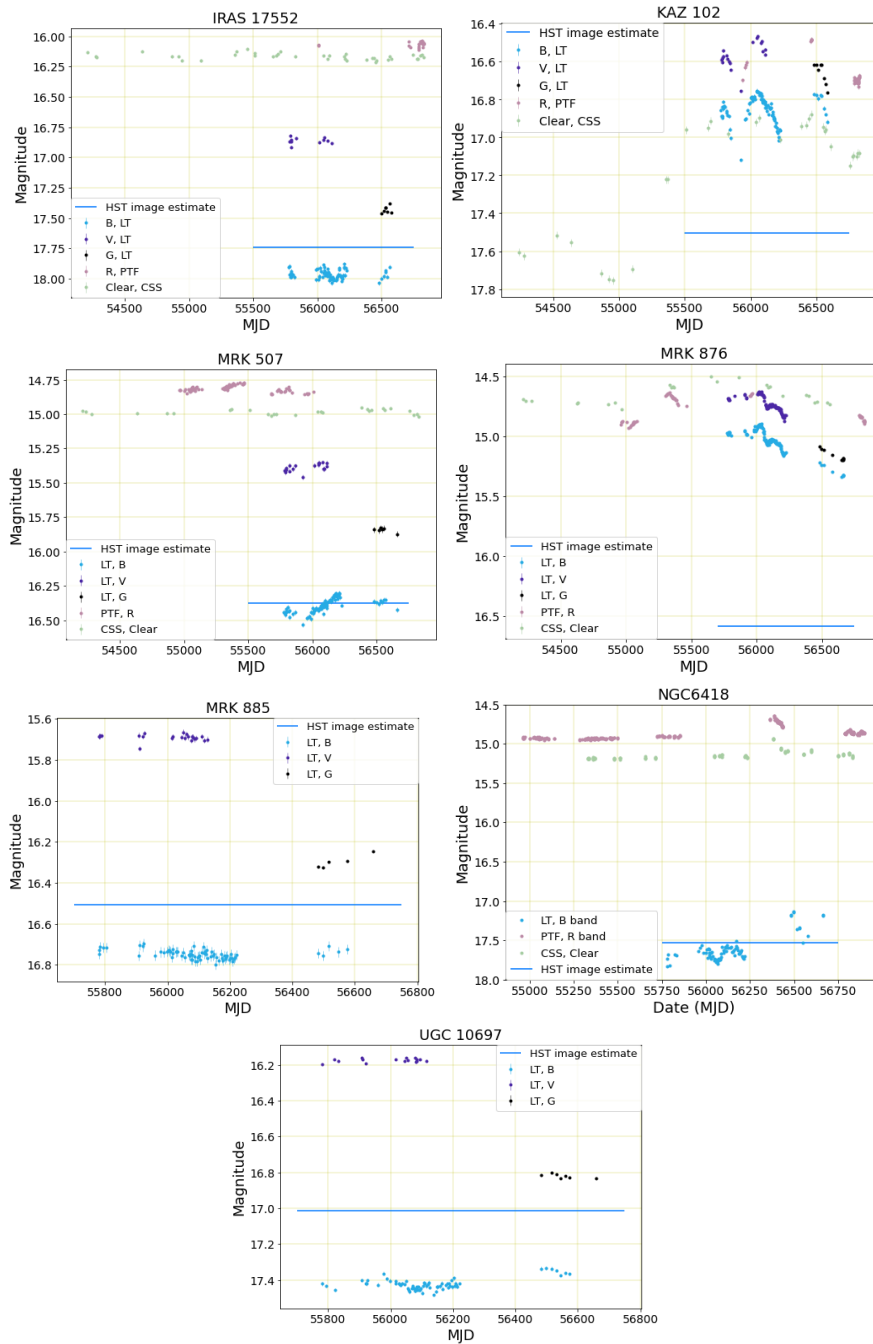 IRAS 17552
16.00
16.25
16.50
16.75
17.00
17.25
17.50
17.75
18.00
Magnitude
HST image estimate
B, LT
V, LT
G, LT
R, PTF
Clear, CSS
54500 55000 55500 56000 56500
MJD
KAZ 102
16.4
16.6
16.8
17.0
17.2
17.4
17.6
17.8
Magnitude
HST image estimate
B, LT
V, LT
G, LT
R, PTF
Clear, CSS
54500 55000 55500 56000 56500
MJD
MRK 507
14.75
15.00
15.25
15.50
15.75
16.00
16.25
16.50
Magnitude
HST image estimate
LT, B
LT, V
LT, G
PTF, R
CSS, Clear
54500 55000 55500 56000 56500
MJD
MRK 876
14.5
15.0
15.5
16.0
16.5
Magnitude
HST image estimate
LT, B
LT, V
LT, G
PTF, R
CSS, Clear
54500 55000 55500 56000 56500
MJD
MRK 885
15.6
15.8
16.0
16.2
16.4
16.6
16.8
Magnitude
HST image estimate
LT, B
LT, V
LT, G
55800 56000 56200 56400 56600 56800
MJD
NGC6418
14.5
15.0
15.5
16.0
16.5
17.0
17.5
18.0
Magnitude
LT, B band
PTF, R band
CSS, Clear
HST image estimate
55000 55250 55500 55750 56000 56250 56500 56750
Date (MJD)
UGC 10697
16.2
16.4
16.6
16.8
17.0
17.2
17.4
Magnitude
HST image estimate
LT, B
LT, V
LT, G
55800 56000 56200 56400 56600 56800
MJD